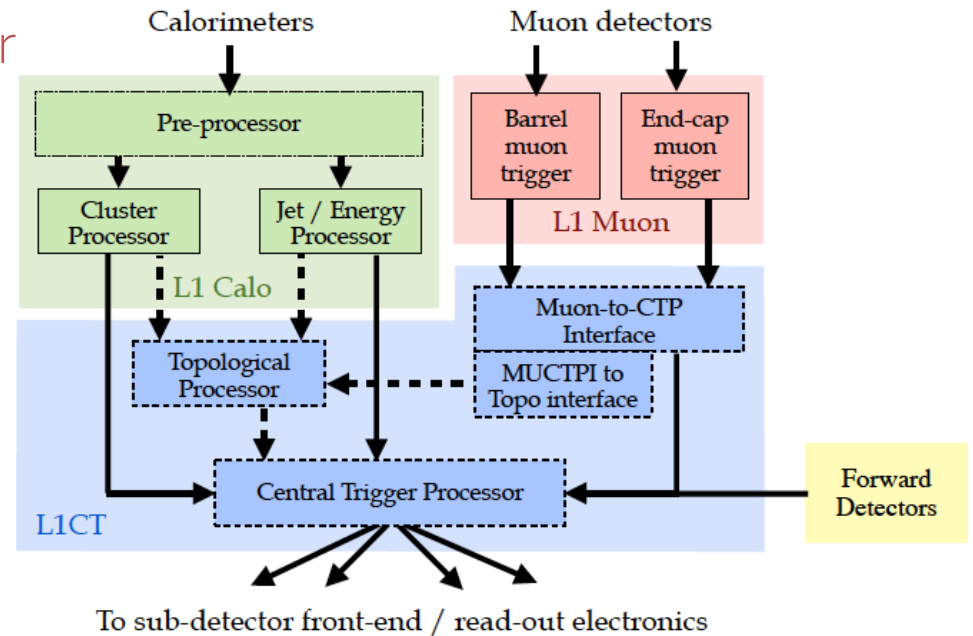 Calorimeters
Muon detectors
r
Pre-processor
Barrel
muon
trigger
End-cap
muon
trigger
Cluster
Processor
Jet / Energy
Processor
L1 Muon
L1 Calo
Muon-to-CTP
Interface
Topological
Processor
MUCTPI to
Topo interface
Central Trigger Processor
Forward
Detectors
L1CT
To sub-detector front-end / read-out electronics